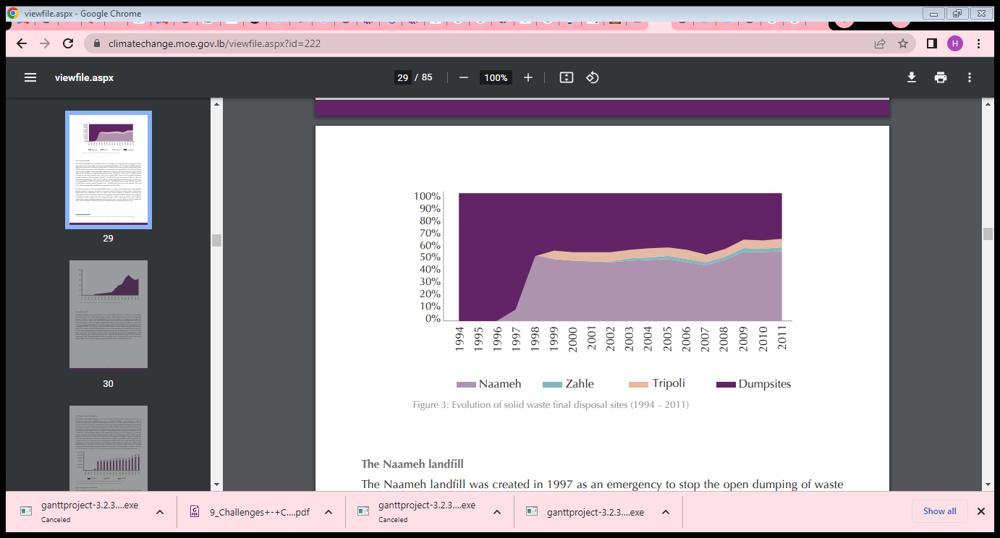 viewfile.aspx - Google Chrome
climatechange.moe.gov.lb/viewfile.aspx?id=222
H
viewfile.aspx
29 / 85
100%
29
30
100%
90%
80%
70%
60%
50%
40%
30%
20%
10%
0%
1994 1995 1996 1997 1998 1999 2000 2001 2002 2003 2004 2005 2006 2007 2008 2009 2010 2011
Naameh Zahle Tripoli Dumpsites
Figure 3: Evolution of solid waste final disposal sites (1994 – 2011)
The Naameh landfill
The Naameh landfill was created in 1997 as an emergency to stop the open dumping of waste
ganttproject-3.2.3....exe
Canceled
9_Challenges+-+C....pdf
ganttproject-3.2.3....exe
Canceled
ganttproject-3.2.3....exe
Show all